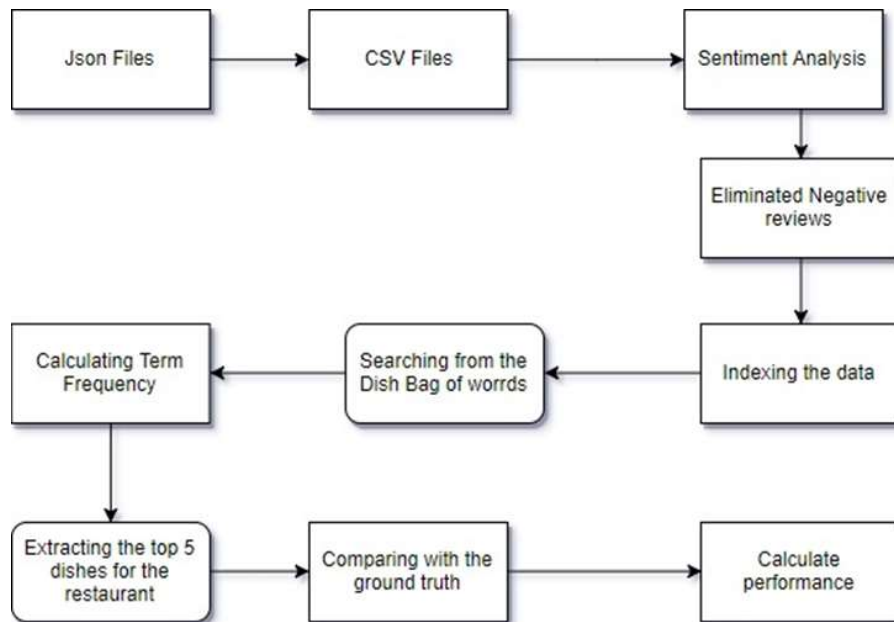 Json Files
CSV Files
Sentiment Analysis
Eliminated Negative
reviews
Indexing the data
Searching from the
Dish Bag of worrds
Calculating Term
Frequency
Extracting the top 5
dishes for the
restaurant
Comparing with the
ground truth
Calculate
performance